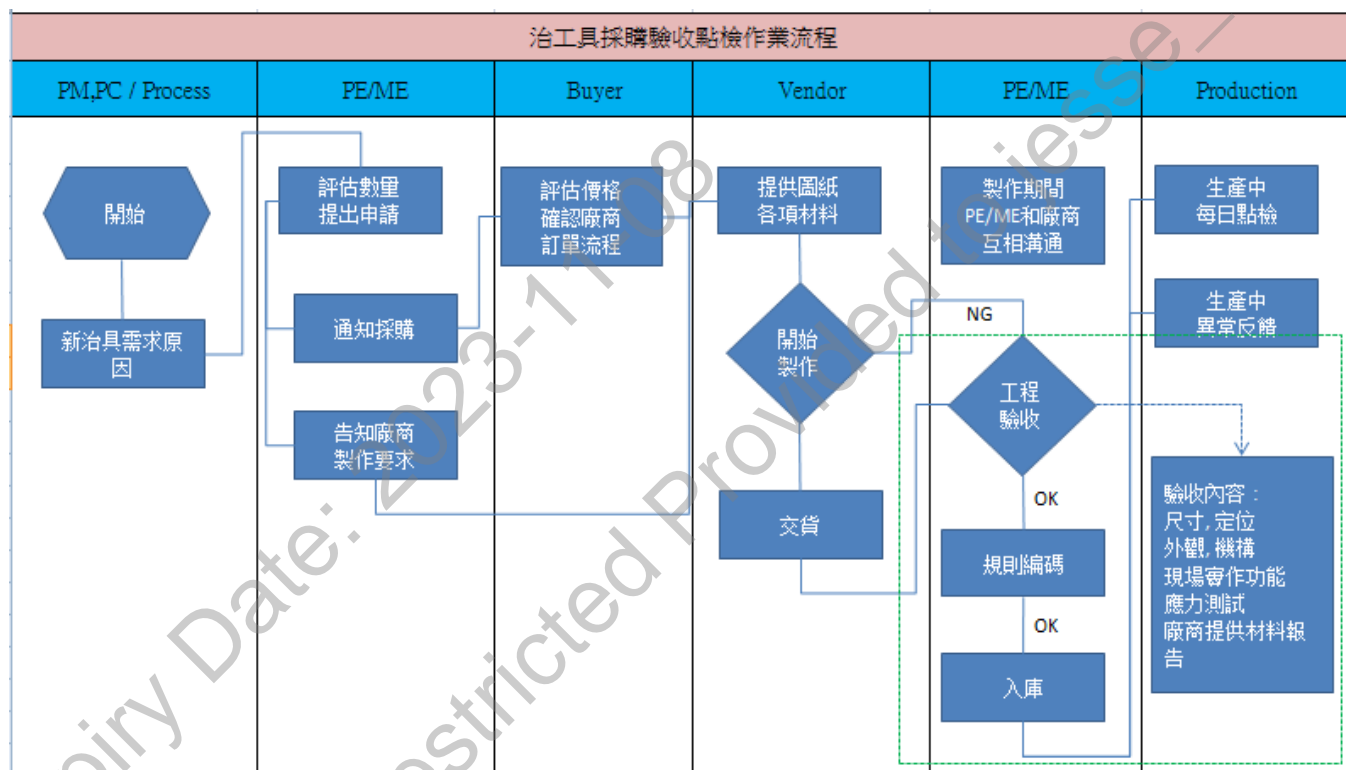 治工具採購驗收點檢作業流程
PM,PC / Process
PE/ME
Buyer
Vendor
PE/ME
Production
開始
新治具需求原
因
評估數量
提出申請
通知採購
告知廠商
製作要求
評估價格
確認廠商
訂單流程
提供圖紙
各項材料
開始
製作
交貨
製作期間
PE/ME和廠商
互相溝通
NG
工程
驗收
OK
規則編碼
OK
入庫
生產中
每日點檢
生產中
異常反饋
驗收內容：
尺寸, 定位
外觀, 機構
現場實作功能
應力測試
廠商提供材料報
告
piry Date: 2023-11-08
estricted Provided to jesse_